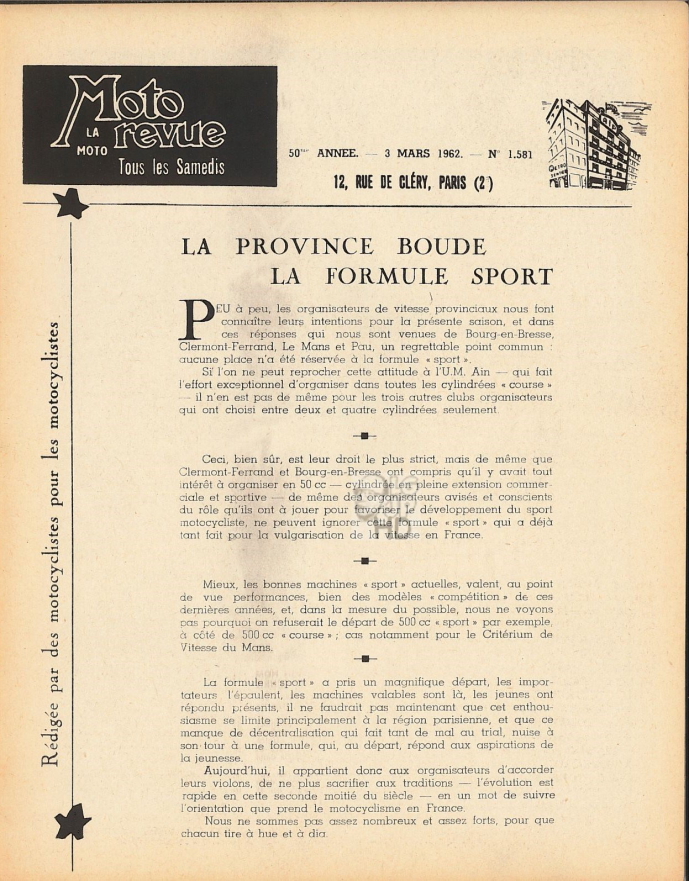 Moto
LA
MOTO
revue
Tous les Samedis
50me ANNEE. — 3 MARS 1962. — N° 1.581
12, RUE DE CLÉRY, PARIS (2e)
LA PROVINCE BOUDE
LA FORMULE SPORT
PEU à peu, les organisateurs de vitesse provinciaux nous font
connaître leurs intentions pour la présente saison, et dans
ces réponses qui nous sont venues de Bourg-en-Bresse,
Clermont-Ferrand, Le Mans et Pau, un regrettable point commun :
aucune place n'a été réservée à la formule « sport ».
Si l'on ne peut reprocher cette attitude à l'U.M. Ain — qui fait
l'effort exceptionnel d'organiser dans toutes les cylindrées « course »
— il n'en est pas de même pour les trois autres clubs organisateurs
qui ont choisi entre deux et quatre cylindrées seulement.
Ceci, bien sûr, est leur droit le plus strict, mais de même que
Clermont-Ferrand et Bourg-en-Bresse ont compris qu'il y avait tout
intérêt à organiser en 50 cc — cylindrée en pleine extension commer-
ciale et sportive — de même des organisateurs avisés et conscients
du rôle qu'ils ont à jouer pour favoriser le développement du sport
motocycliste, ne peuvent ignorer cette formule « sport » qui a déjà
tant fait pour la vulgarisation de la vitesse en France.
HD
Mieux, les bonnes machines « sport » actuelles, valent, au point
de vue performances, bien des modèles « compétition » de ces
dernières années, et, dans la mesure du possible, nous ne voyons
pas pourquoi on refuserait le départ de 500 cc « sport » par exemple,
à côté de 500 cc « course » ; cas notamment pour le Critérium de
Vitesse du Mans.
La formule « sport » a pris un magnifique départ, les impor-
tateurs l'épaulent, les machines valables sont là, les jeunes ont
répondu présents, il ne faudrait pas maintenant que cet enthou-
siasme se limite principalement à la région parisienne, et que ce
manque de décentralisation qui fait tant de mal au trial, nuise à
son tour à une formule, qui, au départ, répond aux aspirations de
la jeunesse.
Aujourd'hui, il appartient donc aux organisateurs d'accorder
leurs violons, de ne plus sacrifier aux traditions — l'évolution est
rapide en cette seconde moitié du siècle — en un mot de suivre
l'orientation que prend le motocyclisme en France.
Nous ne sommes pas assez nombreux et assez forts, pour que
chacun tire à hue et à dia.
Rédigée par des motocyclistes pour les motocyclistes